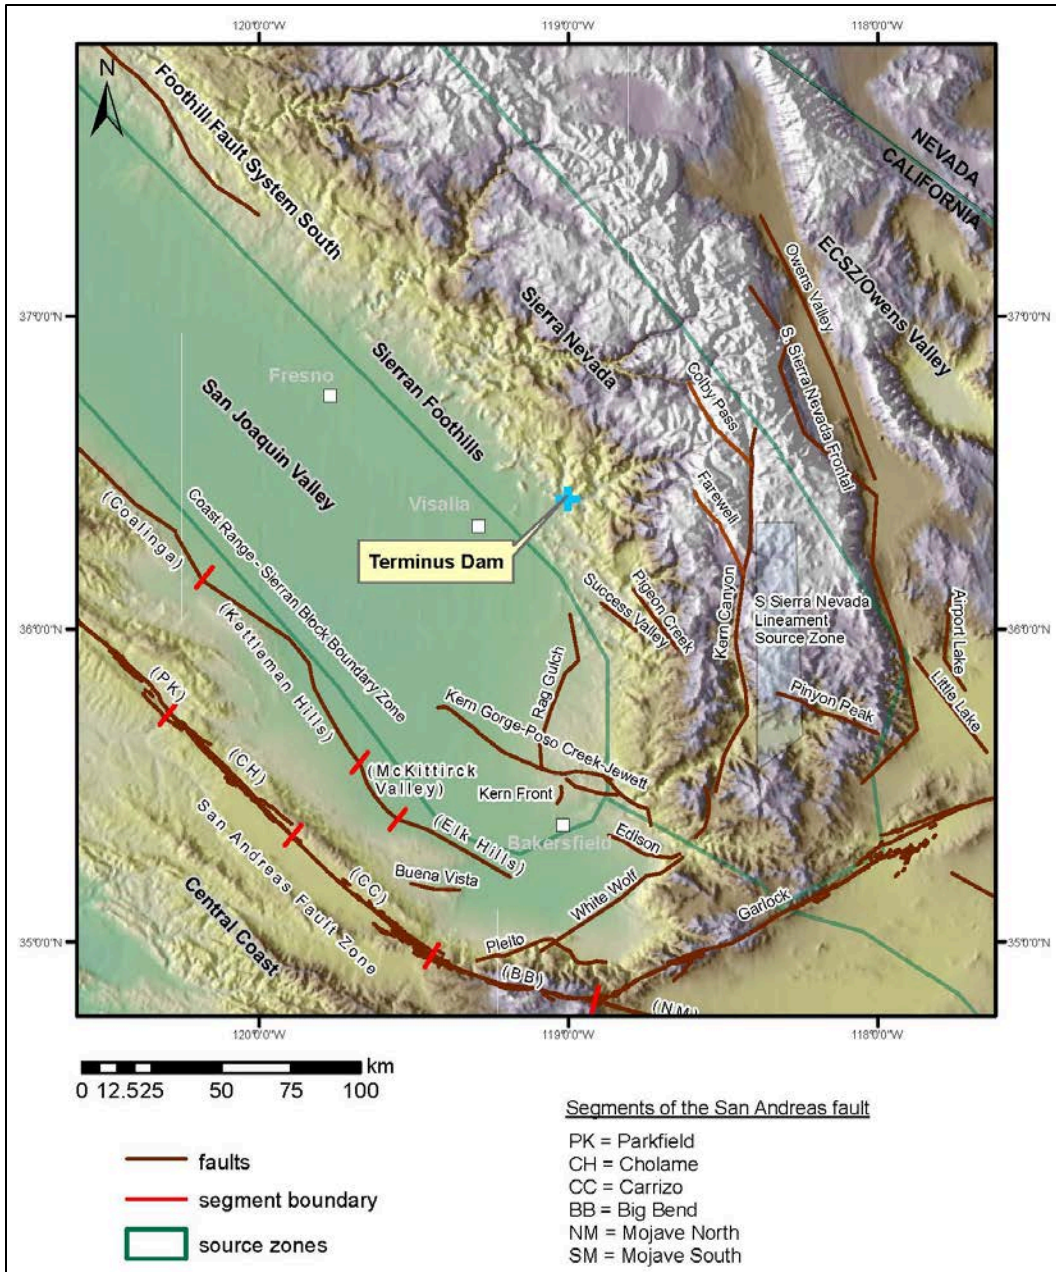 120°0'0"W
119°0'0"W
118°0'0"W
N
Foothill Fault System South
NEVADA
CALIFORNIA
ECSZ/Owens Valley
Owens Valley
37°0'0"N
37°0'0"N
Sierra Nevada
S. Sierra Nevada Frontal
Sierran Foothills
Colby Pass
Fresno
San Joaquin Valley
Farewell
Visalia
(Coalinga)
Coast Range - Sierran Block Boundary Zone
Terminus Dam
Pigeon Creek
Success Valley
Kern Canyon
S Sierra Nevada
Lineament
Source Zone
Airport Lake
36°0'0"N
36°0'0"N
(Kettleman Hills)
Rag Gulch
Little Lake
(PK)
Pinyon Peak
Kern Gorge-Poso Creek-Jewett
(CH)
(McKittirck
Valley)
Kern Front
San Andreas Fault Zone
(Elk Hills)
Bakersfield
Edison
Buena Vista
(CC)
White Wolf
Garlock
Central Coast
Pleito
35°0'0"N
35°0'0"N
(BB)
(NM)
120°0'0"W
119°0'0"W
118°0'0"W
km
0 12.525 50 75 100
faults
segment boundary
source zones
Segments of the San Andreas fault
PK = Parkfield
CH = Cholame
CC = Carrizo
BB = Big Bend
NM = Mojave North
SM = Mojave South